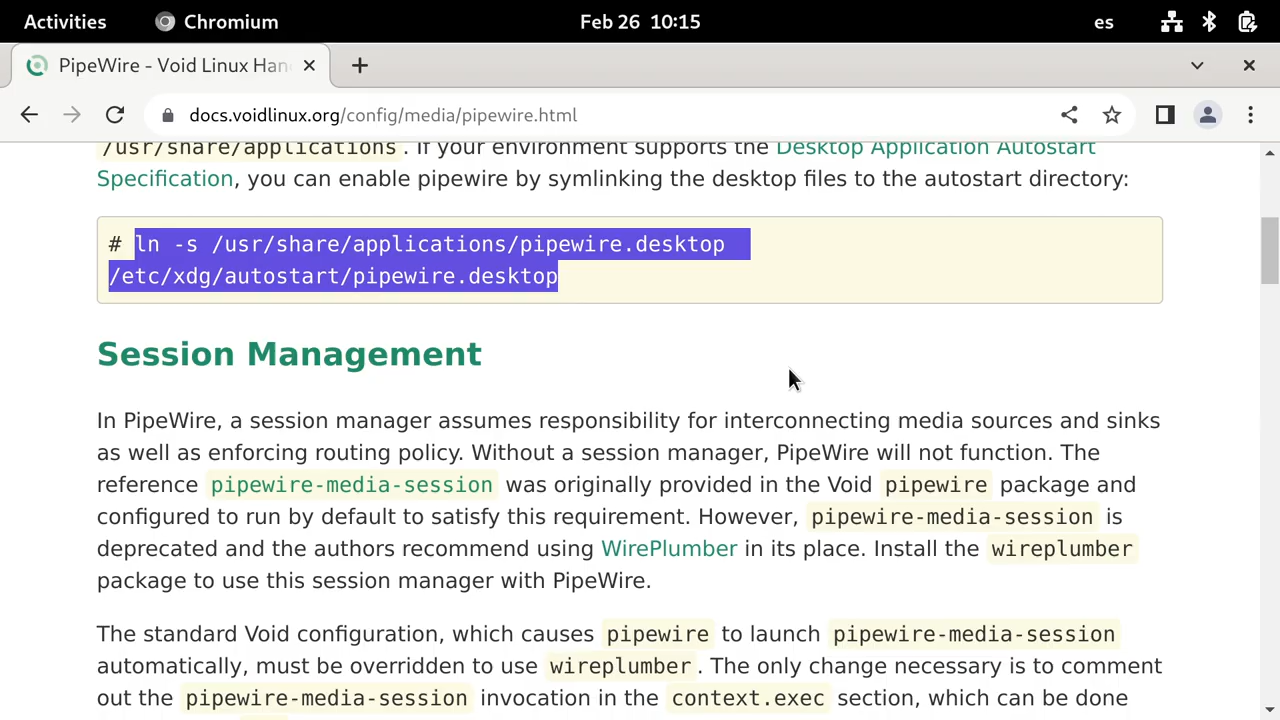 Activities
Chromium
Feb 26 10:15
es
PipeWire - Void Linux Han
docs.voidlinux.org/config/media/pipewire.html
/usr/share/applications. If your environment supports the Desktop Application Autostart
Specification, you can enable pipewire by symlinking the desktop files to the autostart directory:
# ln -s /usr/share/applications/pipewire.desktop
/etc/xdg/autostart/pipewire.desktop
Session Management
In PipeWire, a session manager assumes responsibility for interconnecting media sources and sinks
as well as enforcing routing policy. Without a session manager, PipeWire will not function. The
reference pipewire-media-session was originally provided in the Void pipewire package and
configured to run by default to satisfy this requirement. However, pipewire-media-session is
deprecated and the authors recommend using WirePlumber in its place. Install the wireplumber
package to use this session manager with PipeWire.
The standard Void configuration, which causes pipewire to launch pipewire-media-session
automatically, must be overridden to use wireplumber. The only change necessary is to comment
out the pipewire-media-session invocation in the context.exec section, which can be done